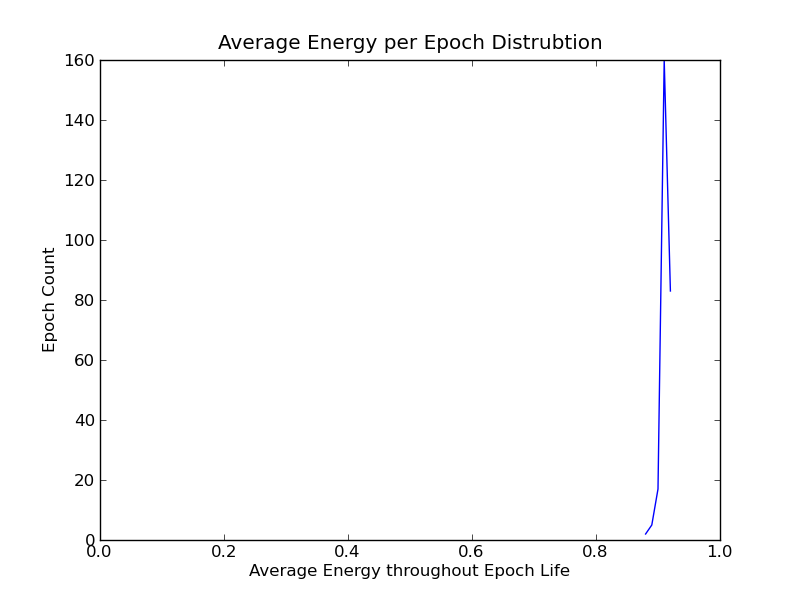 Average Energy per Epoch Distrubtion
160
140
120
100
80
60
40
20
0
Epoch Count
0.0 0.2 0.4 0.6 0.8 1.0
Average Energy throughout Epoch Life